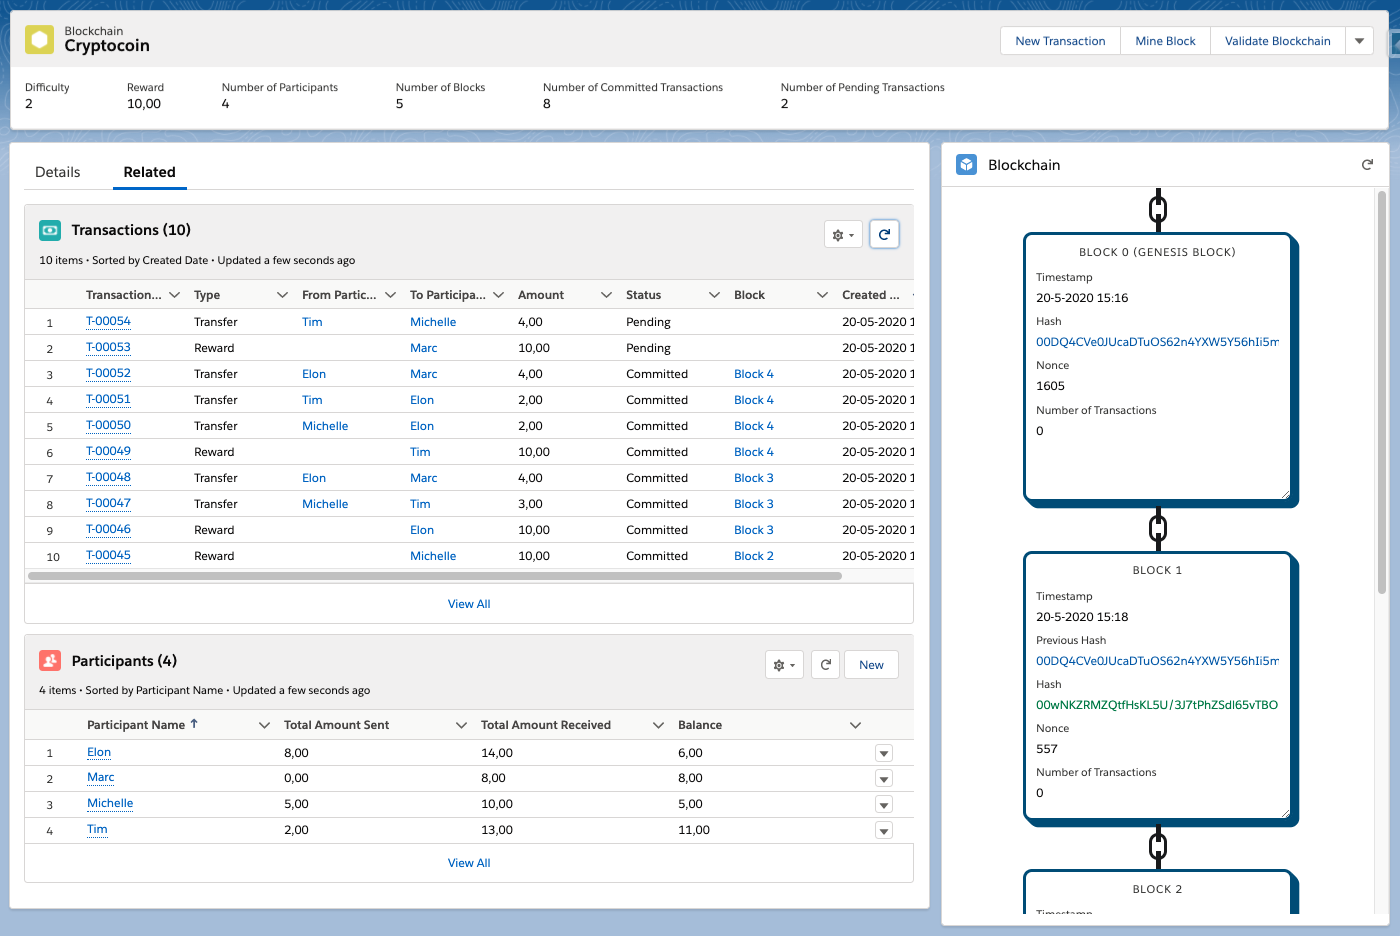 Blockchain
Cryptocoin
New Transaction
Mine Block
Validate Blockchain
Difficulty
Reward
Number of Participants
Number of Blocks
Number of Committed Transactions
Number of Pending Transactions
2
10,00
4
5
8
2
Details
Related
Transactions (10)
10 items • Sorted by Created Date • Updated a few seconds ago
Transaction... Type From Partic... To Participa... Amount Status Block Created ...
1 T-00054 Transfer Tim Michelle 4,00 Pending 20-05-2020 1
2 T-00053 Reward Marc 10,00 Pending 20-05-2020 1
3 T-00052 Transfer Elon Marc 4,00 Committed Block 4 20-05-2020 1
4 T-00051 Transfer Tim Elon 2,00 Committed Block 4 20-05-2020 1
5 T-00050 Transfer Michelle Elon 2,00 Committed Block 4 20-05-2020 1
6 T-00049 Reward Tim 10,00 Committed Block 4 20-05-2020 1
7 T-00048 Transfer Elon Marc 4,00 Committed Block 3 20-05-2020 1
8 T-00047 Transfer Michelle Tim 3,00 Committed Block 3 20-05-2020 1
9 T-00046 Reward Elon 10,00 Committed Block 3 20-05-2020 1
10 T-00045 Reward Michelle 10,00 Committed Block 2 20-05-2020 1
View All
Participants (4)
New
4 items • Sorted by Participant Name • Updated a few seconds ago
Participant Name Total Amount Sent Total Amount Received Balance
1 Elon 8,00 14,00 6,00
2 Marc 0,00 8,00 8,00
3 Michelle 5,00 10,00 5,00
4 Tim 2,00 13,00 11,00
View All
Blockchain
BLOCK 0 (GENESIS BLOCK)
Timestamp
20-5-2020 15:16
Hash
00DQ4CVe0JUcaDTuOS62n4YXW5Y56hIi5m
Nonce
1605
Number of Transactions
0
BLOCK 1
Timestamp
20-5-2020 15:18
Previous Hash
00DQ4CVe0JUcaDTuOS62n4YXW5Y56hIi5m
Hash
00wNKZRMZQtfHsKL5U/3J7tPhZSdl65vTBO
Nonce
557
Number of Transactions
0
BLOCK 2
Timestamp